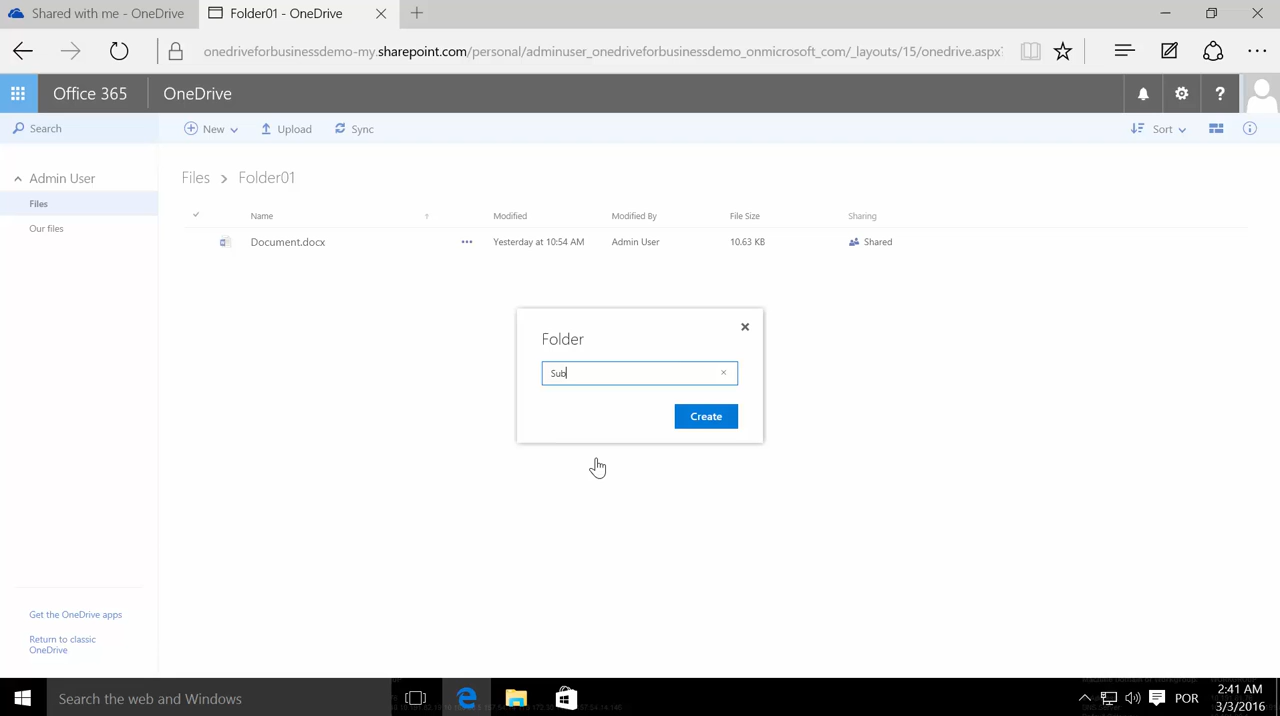 Shared with me - OneDrive
Folder01 - OneDrive
onedriveforbusinessdemo-my.sharepoint.com/personal/adminuser_onedriveforbusinessdemo_onmicrosoft_com/_layouts/15/onedrive.aspx?
Office 365
OneDrive
?
Search
New
Upload
Sync
Sort
Admin User
Files
Our files
Files > Folder01
Name
Modified
Modified By
File Size
Sharing
Document.docx
Yesterday at 10:54 AM
Admin User
10.63 KB
Shared
Folder
Sub
Create
Get the OneDrive apps
Return to classic
OneDrive
Search the web and Windows
POR
2:41 AM
3/3/2016